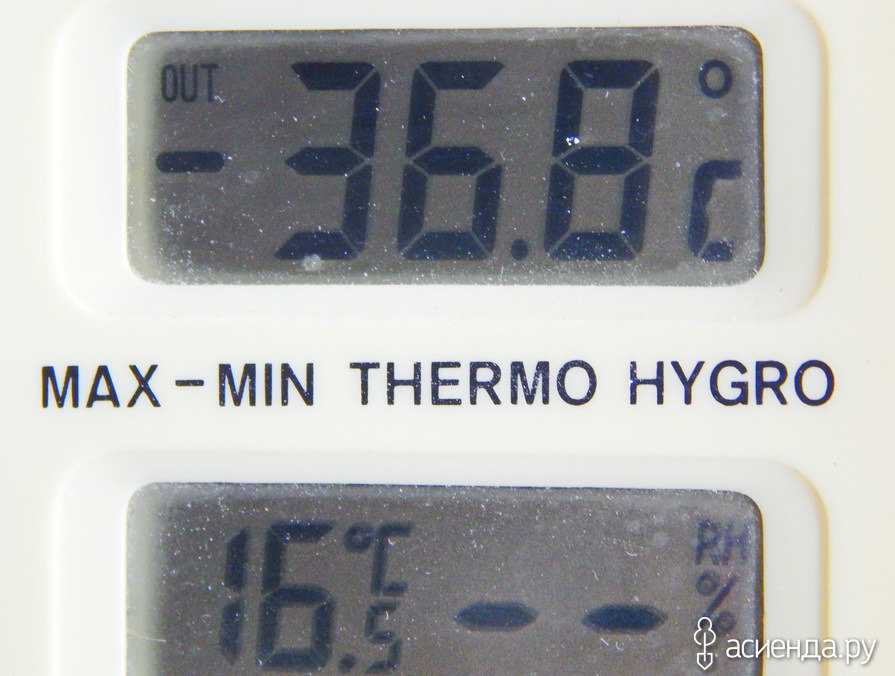 OUT
-36.8°C
MAX-MIN THERMO HYGRO
16.5°C -- RH%
асиенда.ру